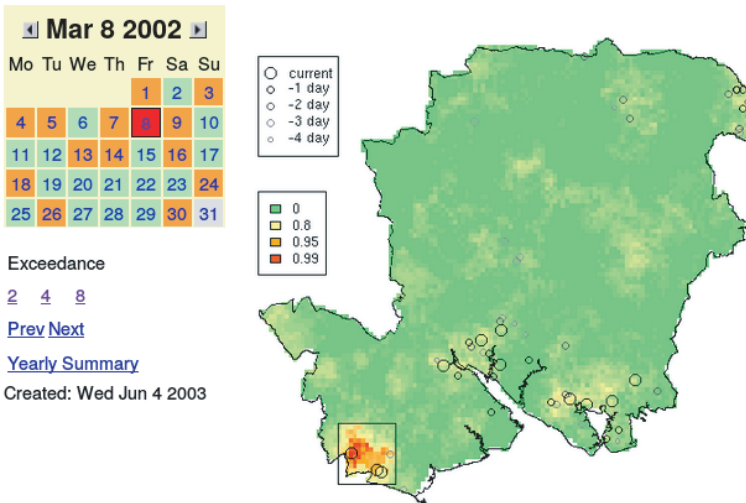 Mar 8 2002
Mo Tu We Th Fr Sa Su
1 2 3
4 5 6 7 8 9 10
11 12 13 14 15 16 17
18 19 20 21 22 23 24
25 26 27 28 29 30 31
Exceedance
2 4 8
Prev Next
Yearly Summary
Created: Wed Jun 4 2003
current
-1 day
-2 day
-3 day
-4 day
0
0.8
0.95
0.99